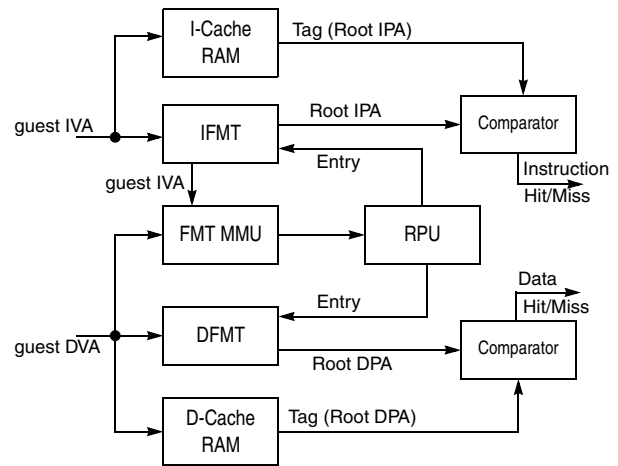 I-Cache
RAM
Tag (Root IPA)
guest IVA
IFMT
Root IPA
Comparator
Entry
guest IVA
Instruction
Hit/Miss
FMT MMU
RPU
Data
Hit/Miss
Entry
guest DVA
DFMT
Root DPA
Comparator
D-Cache
RAM
Tag (Root DPA)